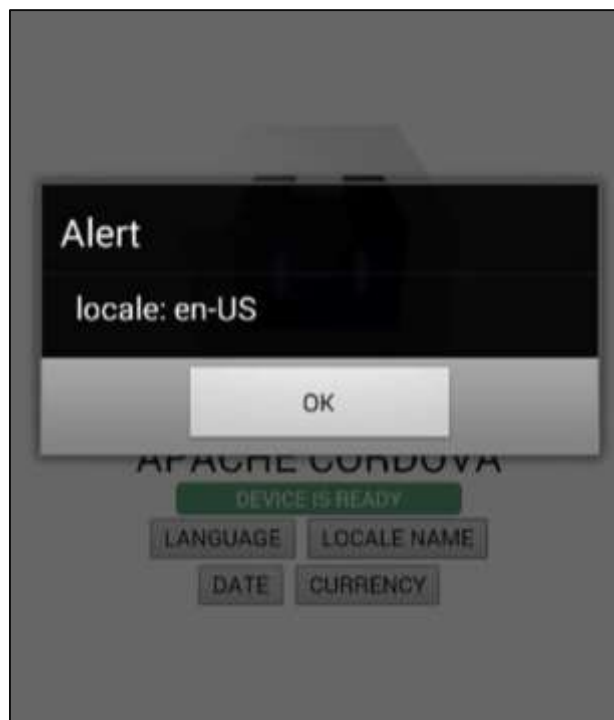 Alert
locale: en-US
OK
APACHE CORDOVA
DEVICE IS READY
LANGUAGE LOCALE NAME
DATE CURRENCY